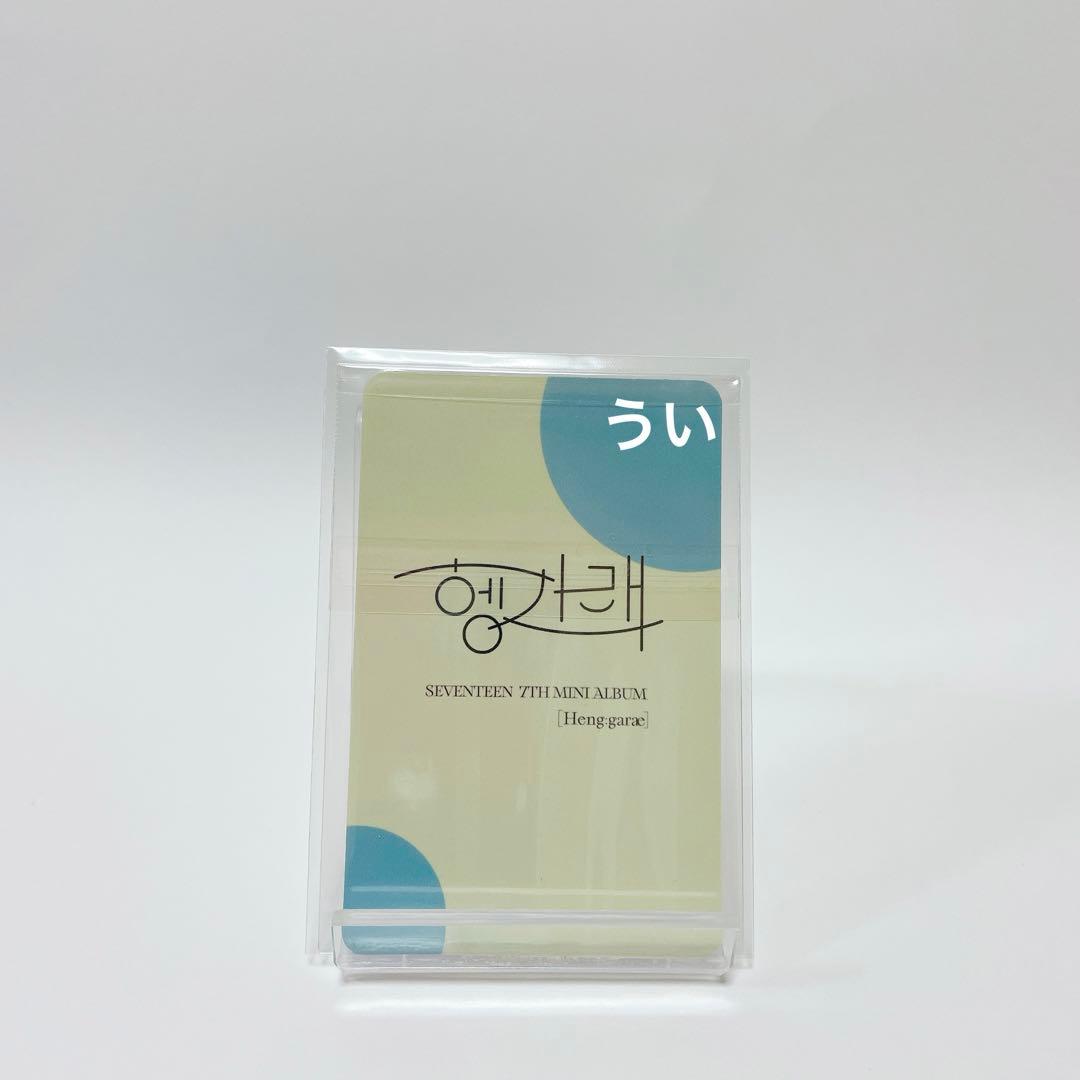 うい
헹가래
SEVENTEEN 7TH MINI ALBUM
[Heng:garæ]